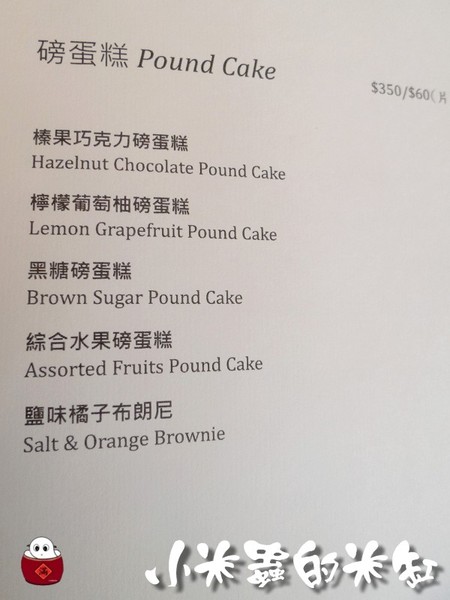 磅蛋糕 Pound Cake
$350/$60(片
榛果巧克力磅蛋糕
Hazelnut Chocolate Pound Cake
檸檬葡萄柚磅蛋糕
Lemon Grapefruit Pound Cake
黑糖磅蛋糕
Brown Sugar Pound Cake
綜合水果磅蛋糕
Assorted Fruits Pound Cake
鹽味橘子布朗尼
Salt & Orange Brownie
小米蟲的米缸